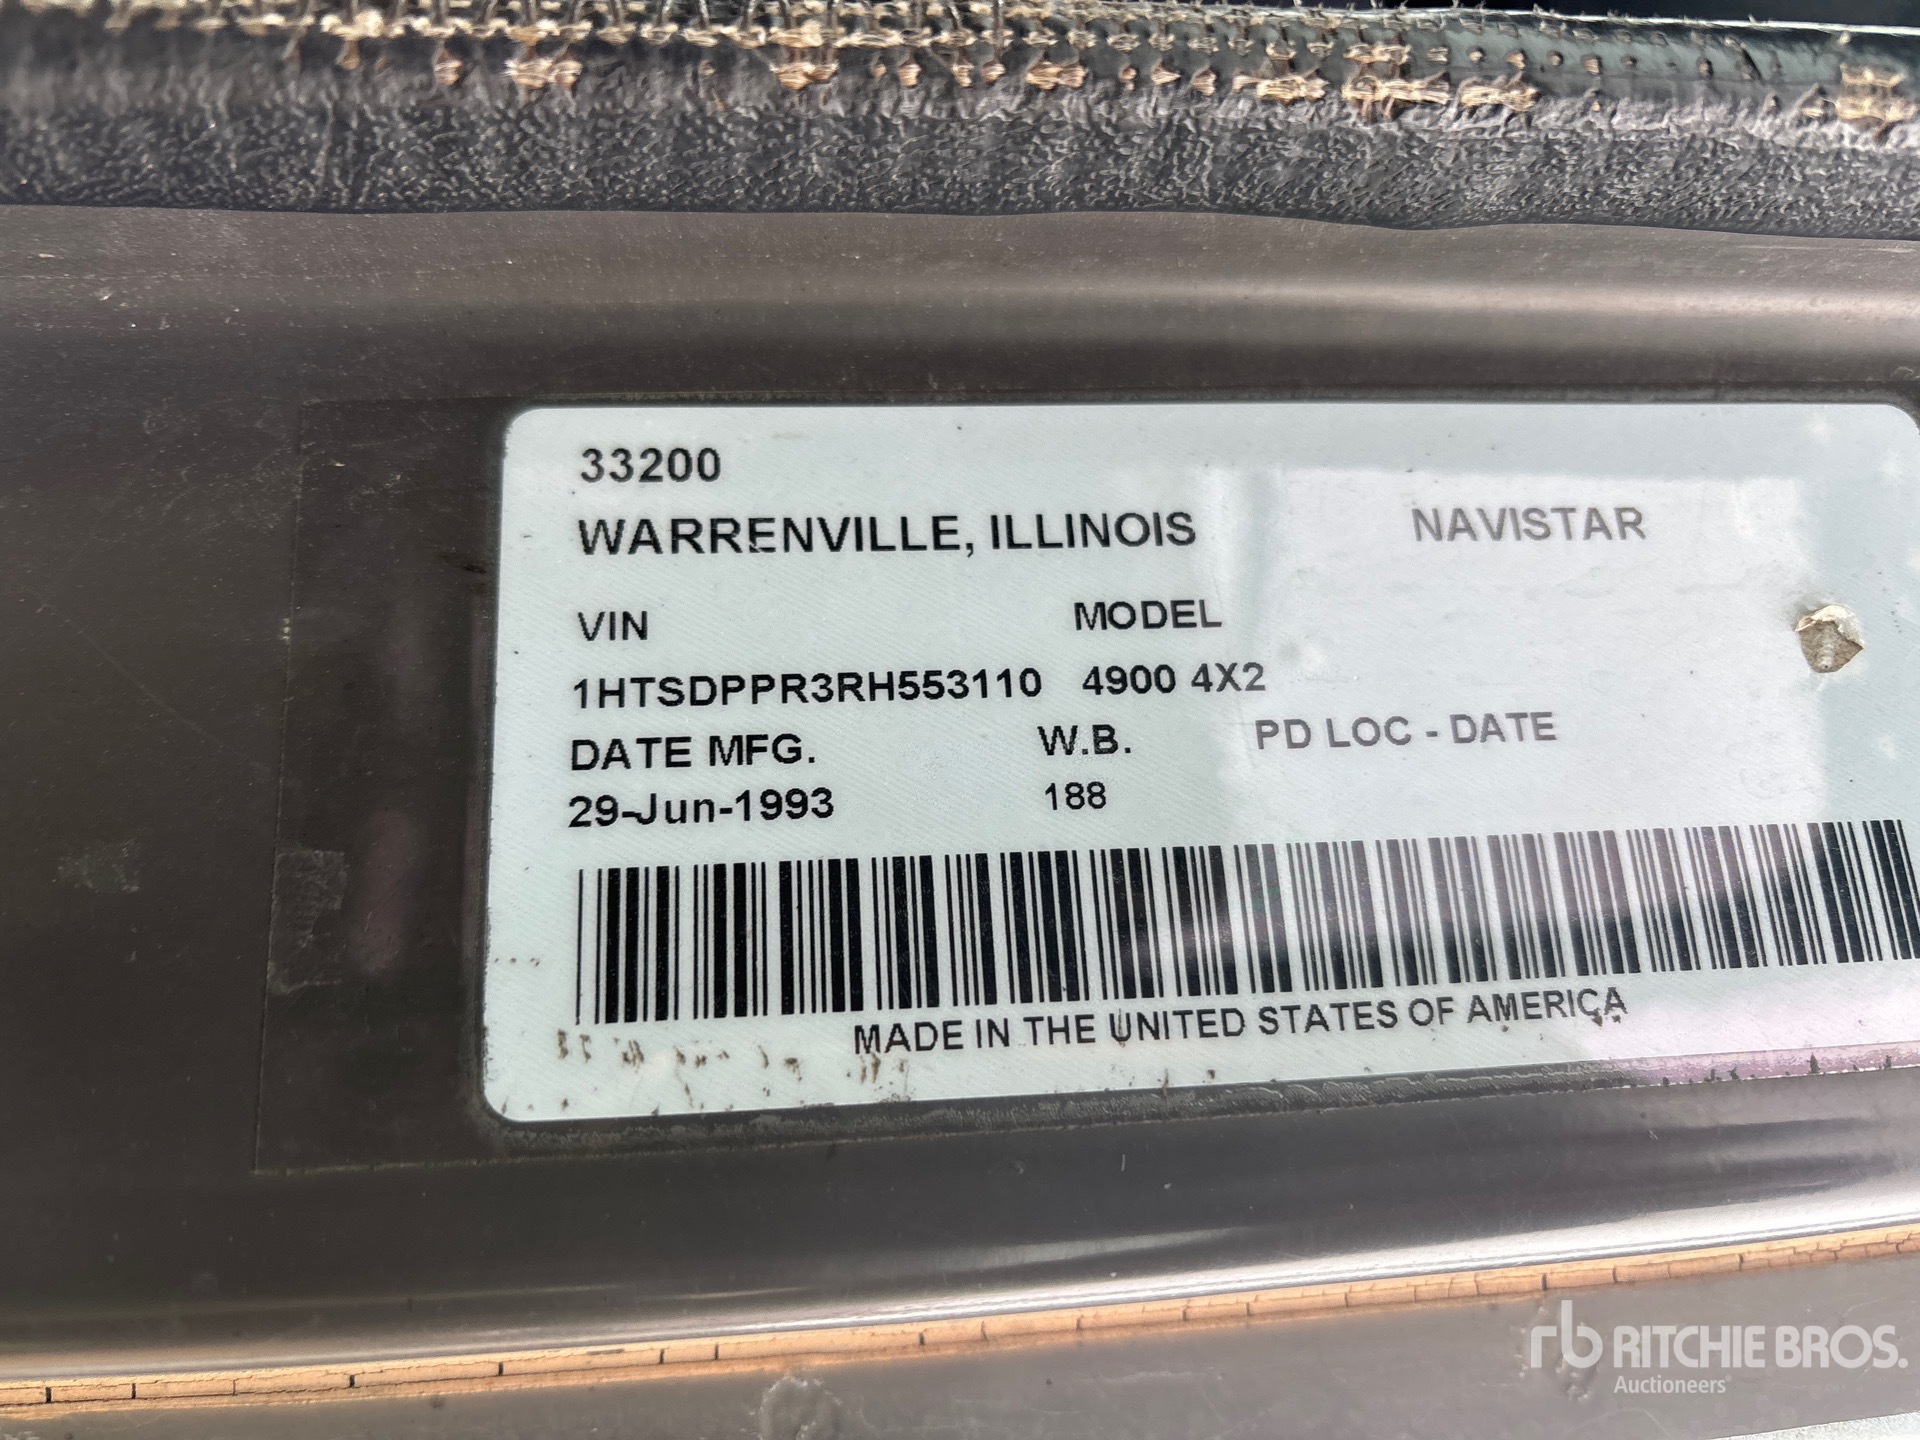 33200
WARRENVILLE, ILLINOIS NAVISTAR
VIN MODEL
1HTSDPPR3RH553110 4900 4X2
DATE MFG. W.B. PD LOC - DATE
29-Jun-1993 188
MADE IN THE UNITED STATES OF AMERICA
rb RITCHIE BROS.
Auctioneers